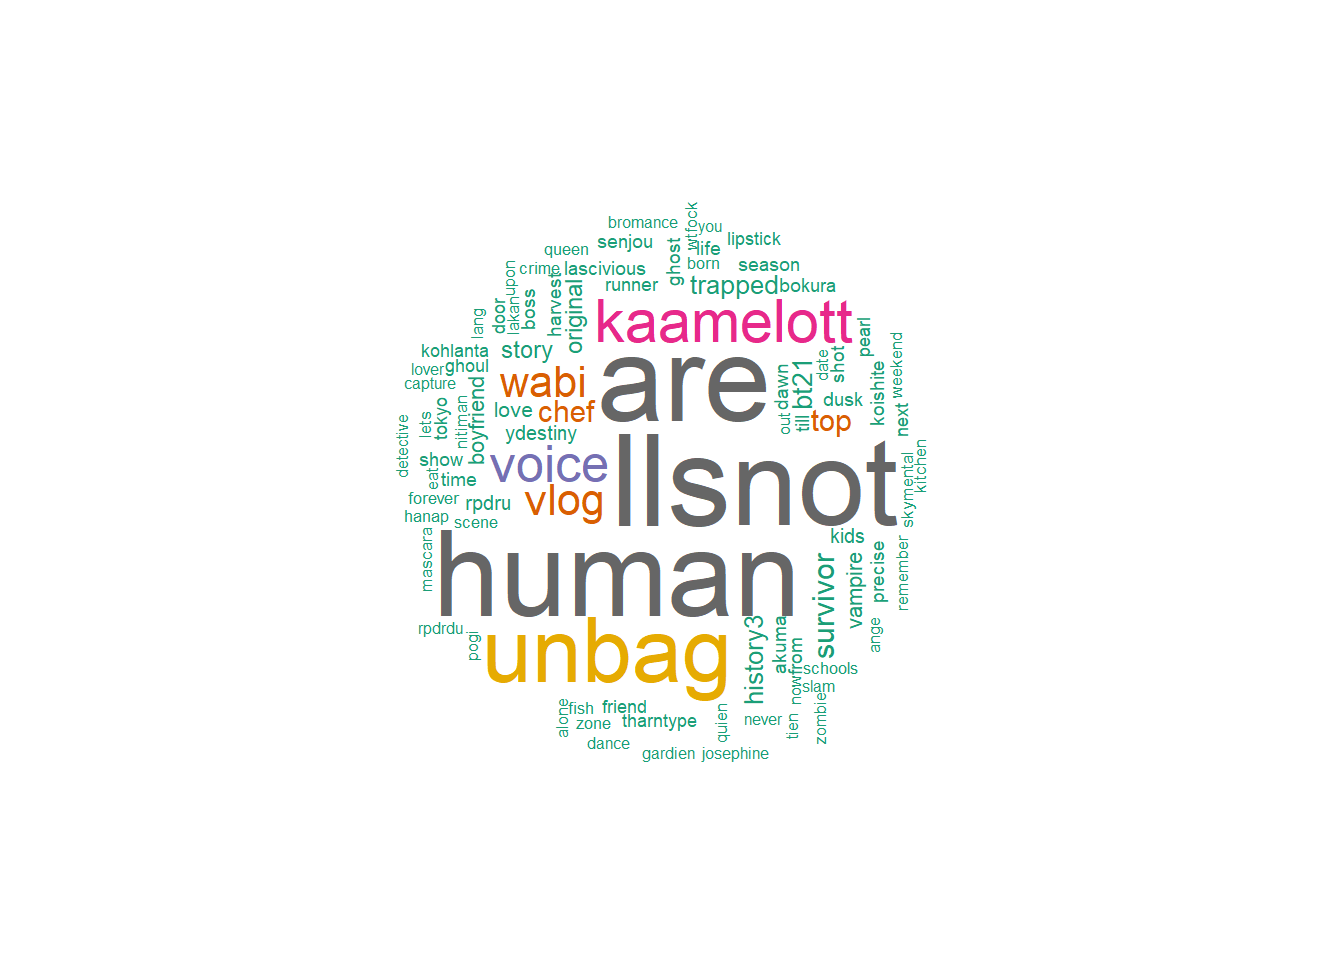 bromance
wtfock
you
queen
senjou
ghost
life
lipstick
crime
lascivious
born
season
upon
harvest
runner
trapped
bokura
door
lakan
boss
original
kaamelott
lang
kohlanta
story
are
pearl
lover
ghoul
date
shot
weekend
capture
boyfriend
wabi
dawn
bt21
dusk
koishite
love
chef
out
till
top
next
lets
tokyo
nitiman
ydestiny
detective
show
voice
llsnot
skymental
kitchen
eat
time
forever
rpdru
vlog
hanap
scene
human
kids
mascara
survivor
vampire
precise
remember
rpdrdu
pogi
unbag
history3
akuma
from
ange
schools
now
slam
alone
fish
friend
zone
tharntype
quien
never
tien
zombie
dance
gardien
josephine